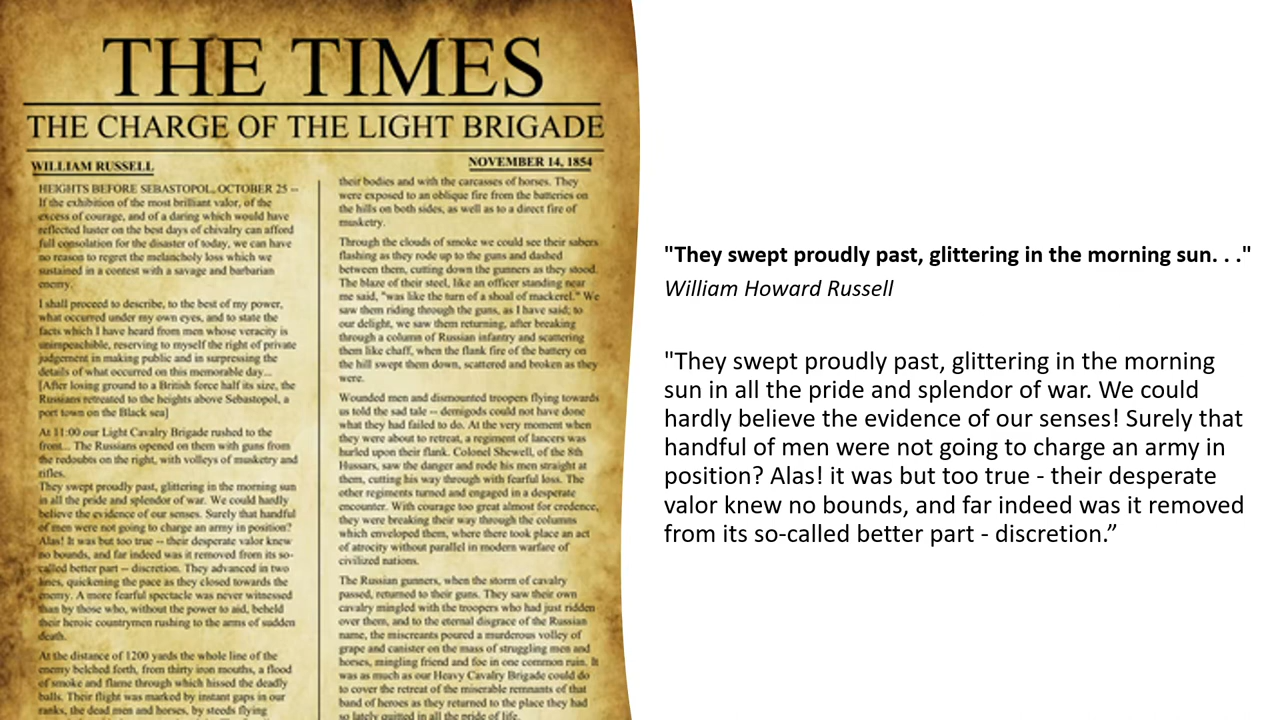 THE TIMES
THE CHARGE OF THE LIGHT BRIGADE
WILLIAM RUSSELL
NOVEMBER 14, 1854
HEIGHTS BEFORE SEBASTOPOL, OCTOBER 25 --
If the exhibition of the most brilliant valor, of the
excess of courage, and of a daring which would have
reflected luster on the best days of chivalry can afford
full consolation for the disaster of today, we can have
no reason to regret the melancholy loss which we
sustained in a contest with a savage and barbarian
enemy.
I shall proceed to describe, to the best of my power,
what occurred under my own eyes, and to state the
facts which I have heard from men whose veracity is
unimpeachable, reserving to myself the right of private
judgement in making public and in surpressing the
details of what occurred on this memorable day...
[After losing ground to a British force half its size, the
Russians retreated to the heights above Sebastopol, a
port town on the Black sea]
At 11:00 our Light Cavalry Brigade rushed to the
front... The Russians opened on them with guns from
the redoubts on the right, with volleys of musketry and
rifles.
They swept proudly past, glittering in the morning sun
in all the pride and splendor of war. We could hardly
believe the evidence of our senses. Surely that handful
of men were not going to charge an army in position?
Alas! It was but too true -- their desperate valor knew
no bounds, and far indeed was it removed from its so-
called better part -- discretion. They advanced in two
lines, quickening the pace as they closed towards the
enemy. A more fearful spectacle was never witnessed
than by those who, without the power to aid, beheld
their heroic countrymen rushing to the arms of sudden
death.
At the distance of 1200 yards the whole line of the
enemy belched forth, from thirty iron mouths, a flood
of smoke and flame through which hissed the deadly
balls. Their flight was marked by instant gaps in our
ranks, the dead men and horses, by steeds flying
their bodies and with the carcasses of horses. They
were exposed to an oblique fire from the batteries on
the hills on both sides, as well as to a direct fire of
musketry.
Through the clouds of smoke we could see their sabers
flashing as they rode up to the guns and dashed
between them, cutting down the gunners as they stood.
The blaze of their steel, like an officer standing near
me said, "was like the turn of a shoal of mackerel." We
saw them riding through the guns, as I have said; to
our delight, we saw them returning, after breaking
through a column of Russian infantry and scattering
them like chaff, when the flank fire of the battery on
the hill swept them down, scattered and broken as they
were.
Wounded men and dismounted troopers flying towards
us told the sad tale -- demigods could not have done
what they had failed to do. At the very moment when
they were about to retreat, a regiment of lancers was
hurled upon their flank. Colonel Shewell, of the 8th
Hussars, saw the danger and rode his men straight at
them, cutting his way through with fearful loss. The
other regiments turned and engaged in a desperate
encounter. With courage too great almost for credence,
they were breaking their way through the columns
which enveloped them, where there took place an act
of atrocity without parallel in modern warfare of
civilized nations.
The Russian gunners, when the storm of cavalry
passed, returned to their guns. They saw their own
cavalry mingled with the troopers who had just ridden
over them, and to the eternal disgrace of the Russian
name, the miscreants poured a murderous volley of
grape and canister on the mass of struggling men and
horses, mingling friend and foe in one common ruin. It
was as much as our Heavy Cavalry Brigade could do
to cover the retreat of the miserable remnants of that
band of heroes as they returned to the place they had
so lately quitted in all the pride of life.
"They swept proudly past, glittering in the morning sun. . ."
William Howard Russell
"They swept proudly past, glittering in the morning
sun in all the pride and splendor of war. We could
hardly believe the evidence of our senses! Surely that
handful of men were not going to charge an army in
position? Alas! it was but too true - their desperate
valor knew no bounds, and far indeed was it removed
from its so-called better part - discretion.”